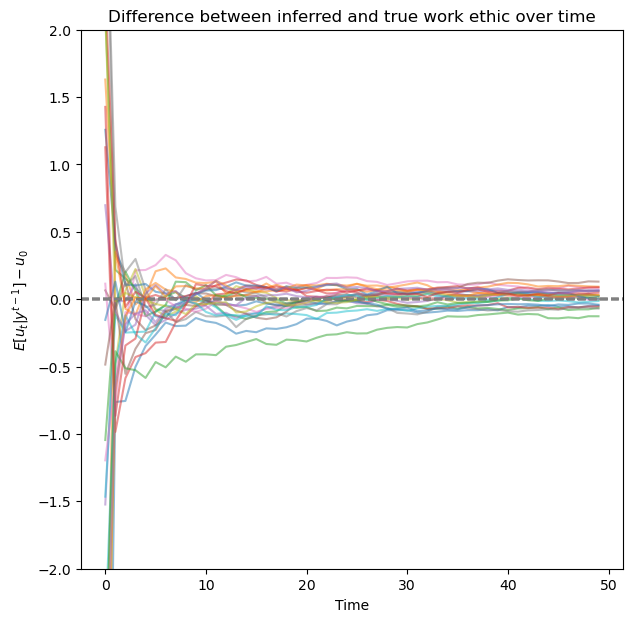 Difference between inferred and true work ethic over time
2.0
1.5
1.0
0.5
0.0
−0.5
−1.0
−1.5
−2.0
E[u_t|y^{t−1}] − u_0
0 10 20 30 40 50
Time